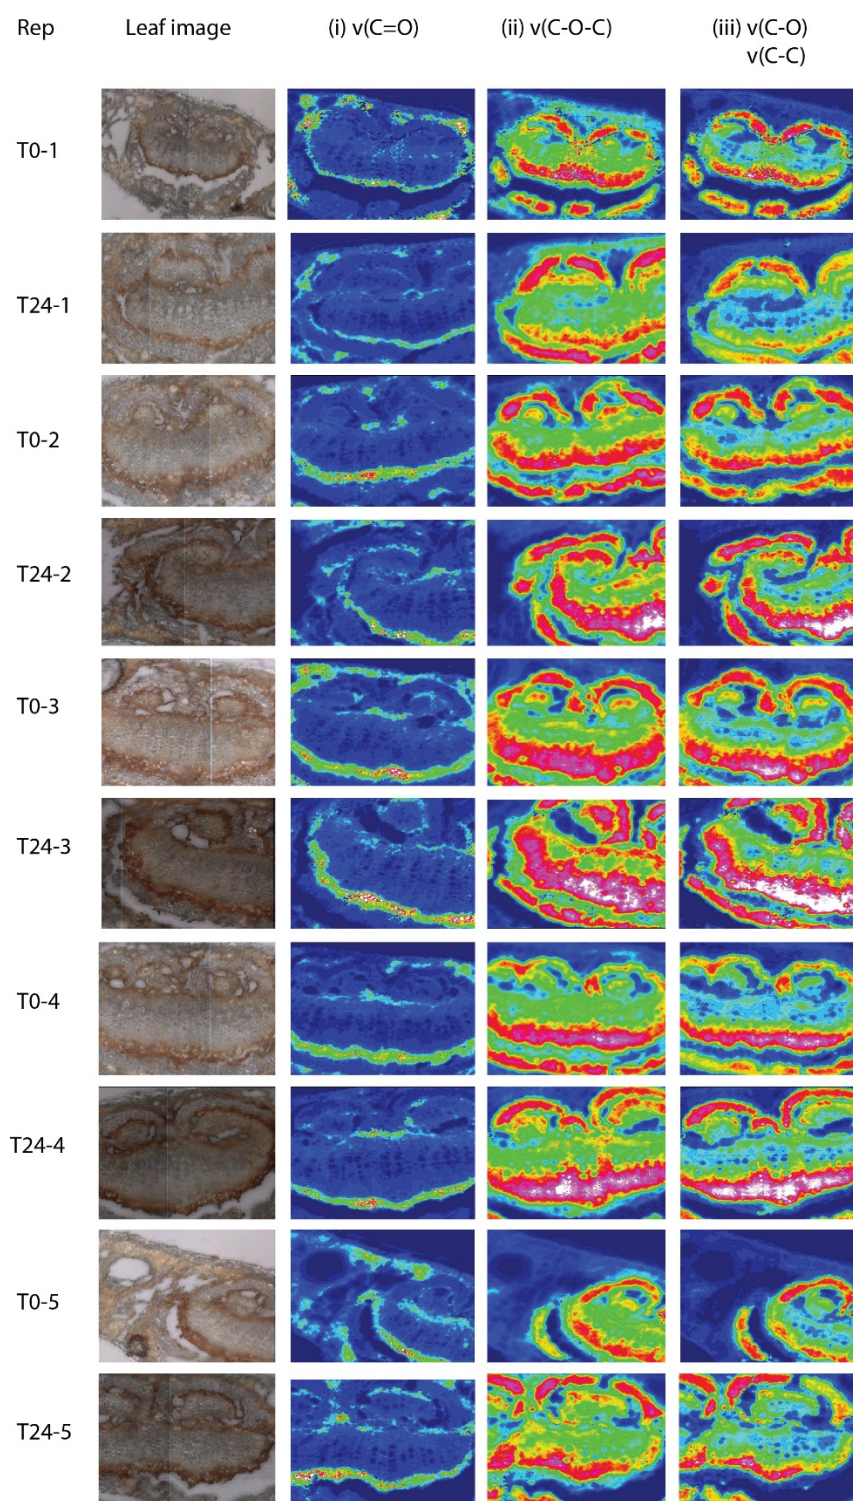 Rep Leaf image (i) v(C=O) (ii) v(C-O-C) (iii) v(C-O)
v(C-C)
T0-1
T24-1
T0-2
T24-2
T0-3
T24-3
T0-4
T24-4
T0-5
T24-5